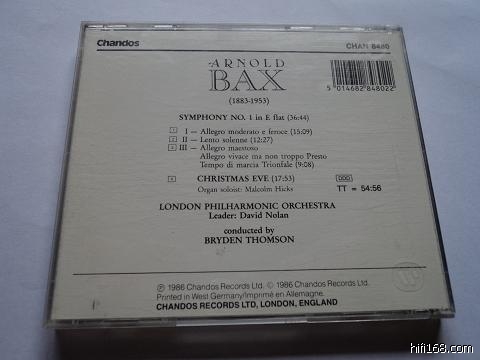 Chandos
CHAN 8480
ARNOLD
BAX
(1883-1953)
5 014682 848022
SYMPHONY NO. 1 in E flat (36:44)
1 I – Allegro moderato e feroce (15:09)
2 II – Lento solenne (12:27)
3 III – Allegro maestoso
Allegro vivace ma non troppo Presto
Tempo di marcia Trionfale (9:08)
4 CHRISTMAS EVE (17:53)
DDD
Organ soloist: Malcolm Hicks
TT = 54:56
LONDON PHILHARMONIC ORCHESTRA
Leader: David Nolan
conducted by
BRYDEN THOMSON
℗ 1986 Chandos Records Ltd. © 1986 Chandos Records Ltd.
Printed in West Germany/Imprimé en Allemagne.
CHANDOS RECORDS LTD, LONDON, ENGLAND
hifi168.com